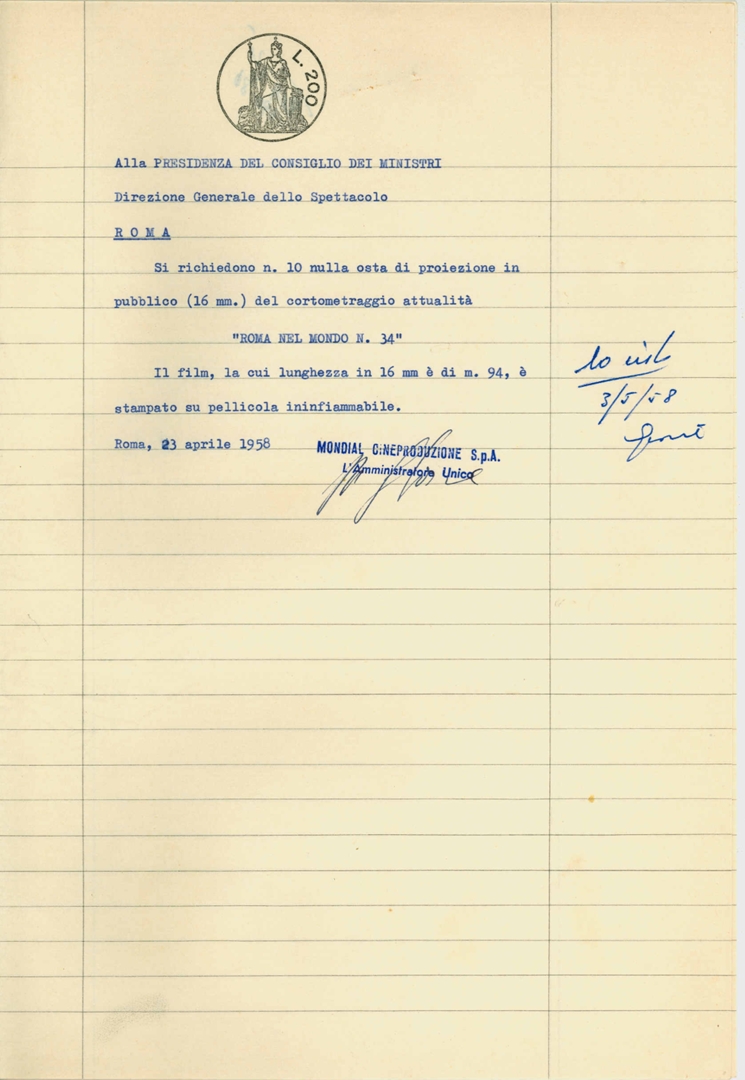 L. 200
Alla PRESIDENZA DEL CONSIGLIO DEI MINISTRI
Direzione Generale dello Spettacolo
R O M A
Si richiedono n. 10 nulla osta di proiezione in
pubblico (16 mm.) del cortometraggio attualità
"ROMA NEL MONDO N. 34"
Il film, la cui lunghezza in 16 mm è di m. 94, è
stampato su pellicola ininfiammabile.
Roma, 23 aprile 1958
MONDIAL CINEPRODUZIONE S.p.A.
L'Amministratore Unico
3/5/58